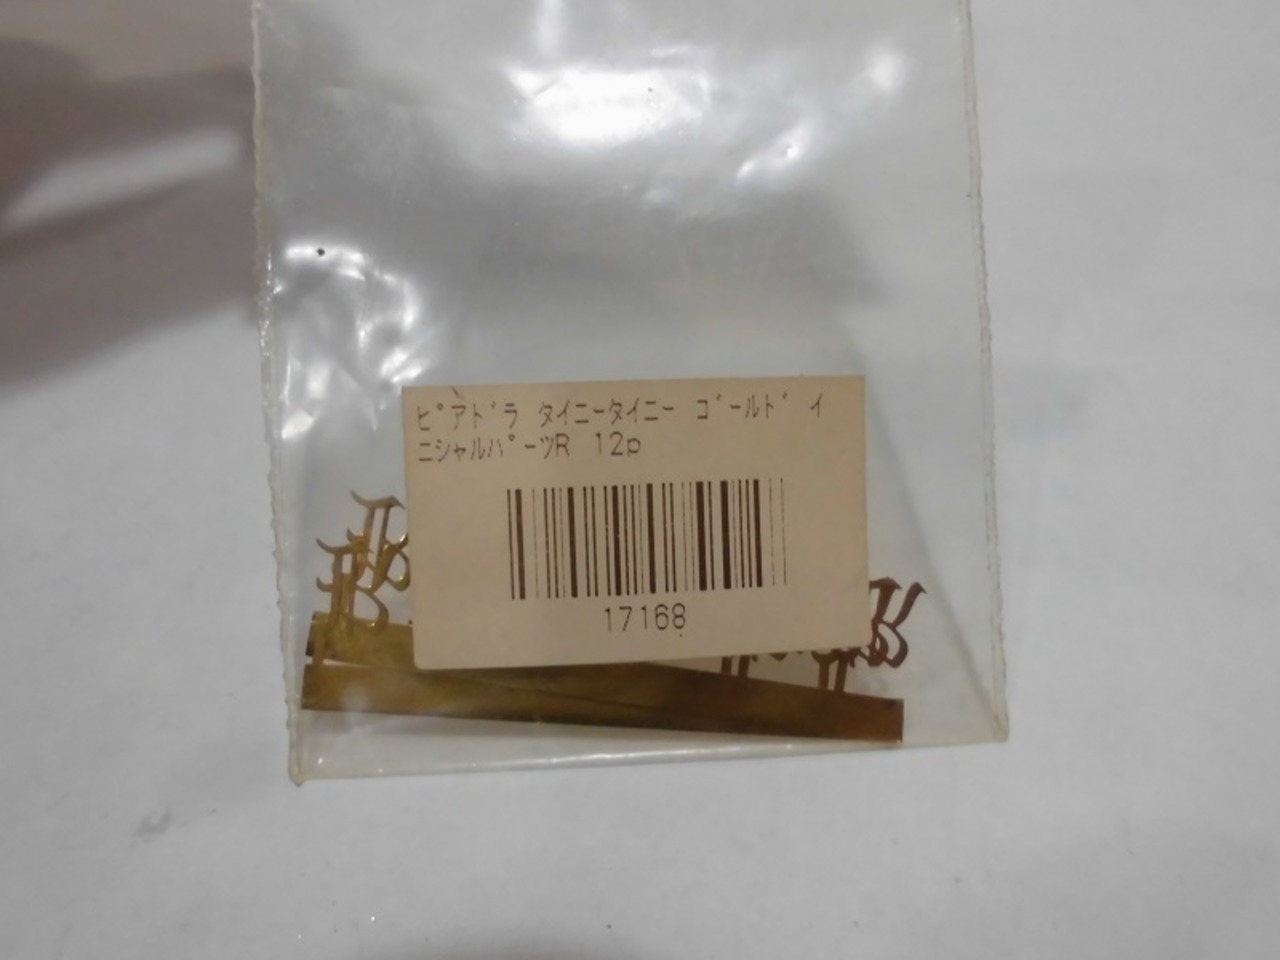 ﾋﾟｱﾄﾞﾗ ﾀｲﾆｰﾀｲﾆｰ ｺﾞｰﾙﾄﾞ ｲ
ﾆｼｬﾙﾊﾟｰﾂR 12p
17168